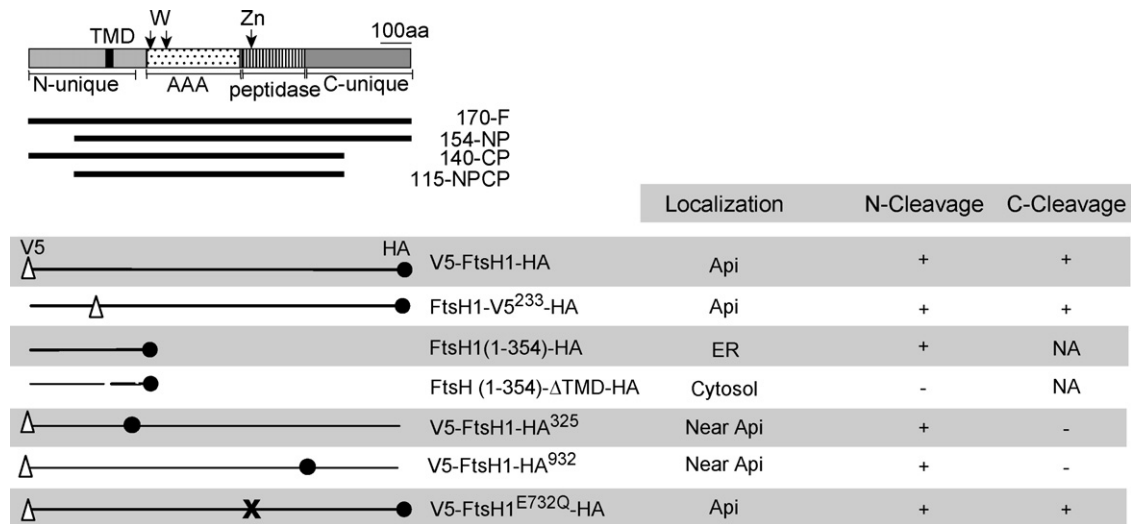 W Zn
TMD 100aa
N-unique AAA peptidase C-unique
170-F
154-NP
140-CP
115-NPCP
Localization N-Cleavage C-Cleavage
V5 HA
V5-FtsH1-HA Api + +
FtsH1-V5²³³-HA Api + +
FtsH1(1-354)-HA ER + NA
FtsH (1-354)-ΔTMD-HA Cytosol - NA
V5-FtsH1-HA³²⁵ Near Api + -
V5-FtsH1-HA⁹³² Near Api + -
X V5-FtsH1ᴱ⁷³²Q-HA Api + +